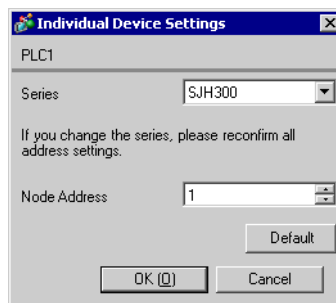 Individual Device Settings
PLC1
Series SJH300
If you change the series, please reconfirm all
address settings.
Node Address 1
Default
OK (O) Cancel